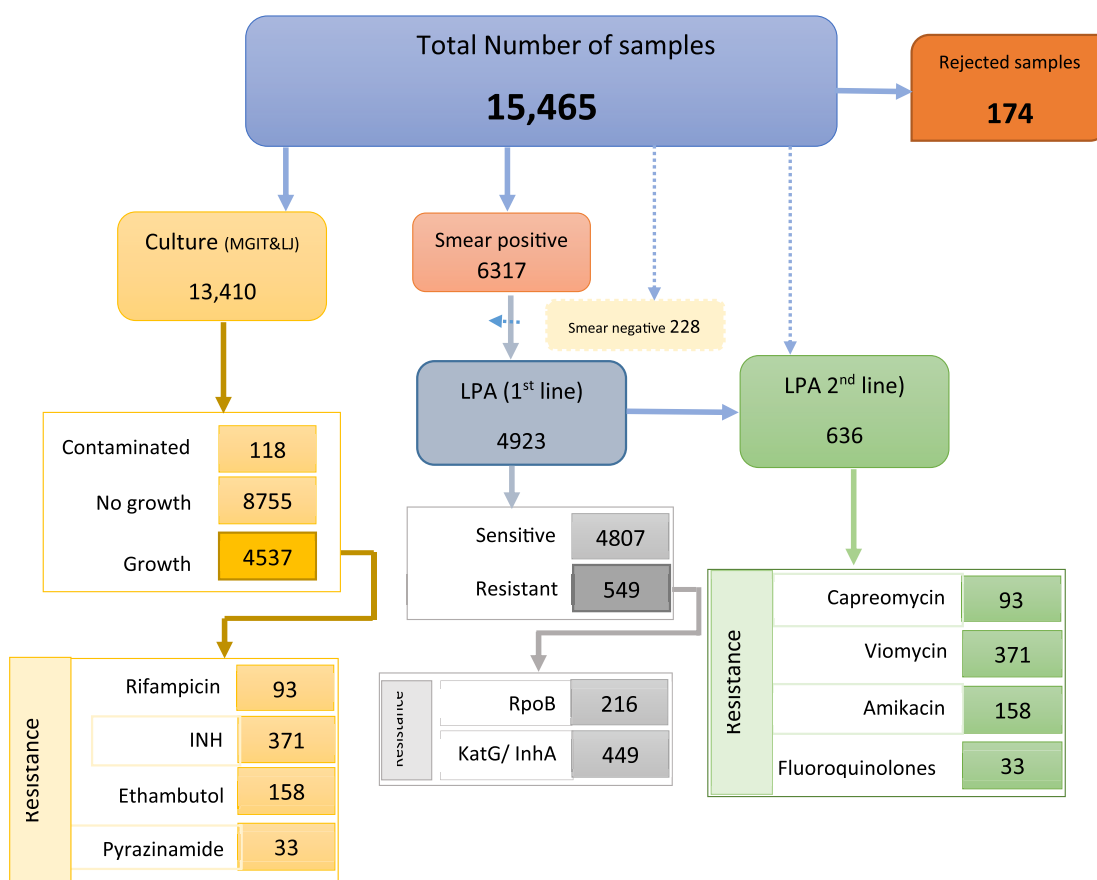 Total Number of samples
15,465
Rejected samples
174
Culture (MGIT&LJ)
13,410
Smear positive
6317
Smear negative 228
LPA (1st line)
4923
LPA 2nd line)
636
Contaminated 118
No growth 8755
Growth 4537
Sensitive 4807
Resistant 549
Resistance
Rifampicin 93
INH 371
Ethambutol 158
Pyrazinamide 33
Resistance
RpoB 216
KatG/ InhA 449
Resistance
Capreomycin 93
Viomycin 371
Amikacin 158
Fluoroquinolones 33